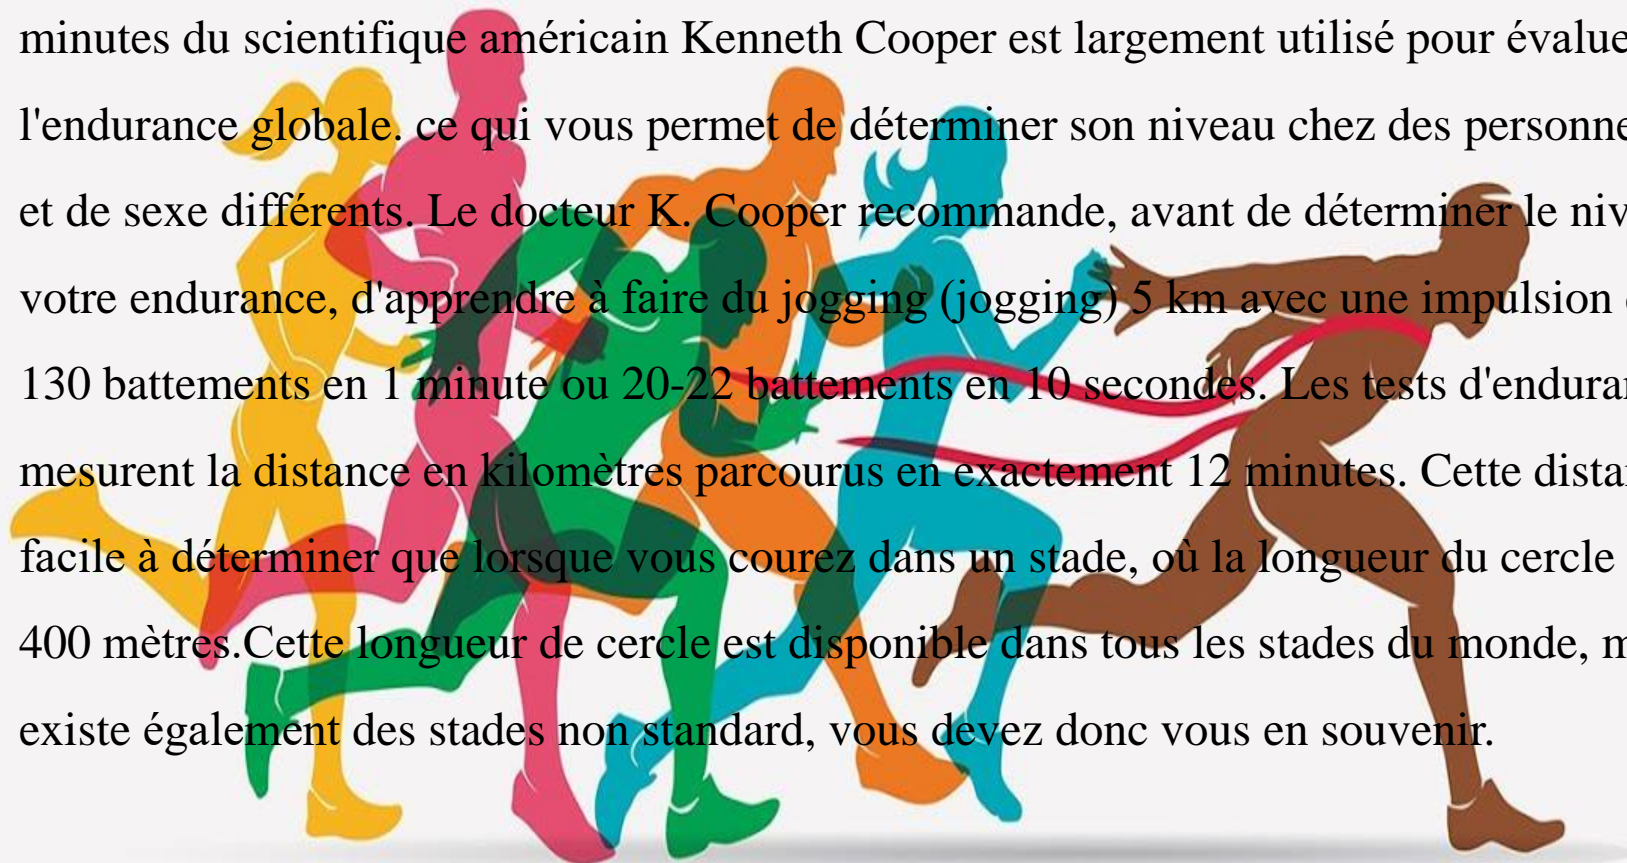 minutes du scientifique américain Kenneth Cooper est largement utilisé pour évalue
l'endurance globale. ce qui vous permet de déterminer son niveau chez des personne
et de sexe différents. Le docteur K. Cooper recommande, avant de déterminer le niv
votre endurance, d'apprendre à faire du jogging (jogging) 5 km avec une impulsion
130 battements en 1 minute ou 20-22 battements en 10 secondes. Les tests d'enduran
mesurent la distance en kilomètres parcourus en exactement 12 minutes. Cette distan
facile à déterminer que lorsque vous courez dans un stade, où la longueur du cercle
400 mètres.Cette longueur de cercle est disponible dans tous les stades du monde, m
existe également des stades non standard, vous devez donc vous en souvenir.